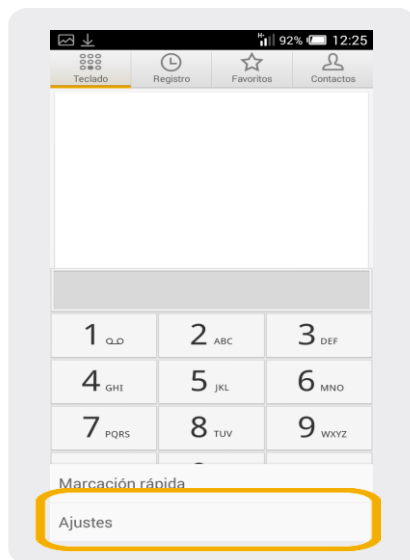 92% 12:25
Teclado Registro Favoritos Contactos
1 2 ABC 3 DEF
4 GHI 5 JKL 6 MNO
7 PQRS 8 TUV 9 WXYZ
Marcación rápida
Ajustes